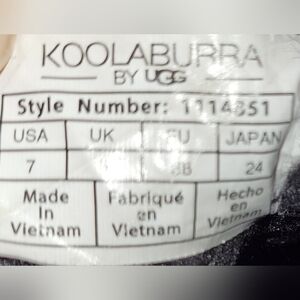 KOOLABURRA
BY UGG
Style Number: 1114851
USA UK EU JAPAN
7 24
Made Fabriqué Hecho
In en en
Vietnam Vietnam Vietnam